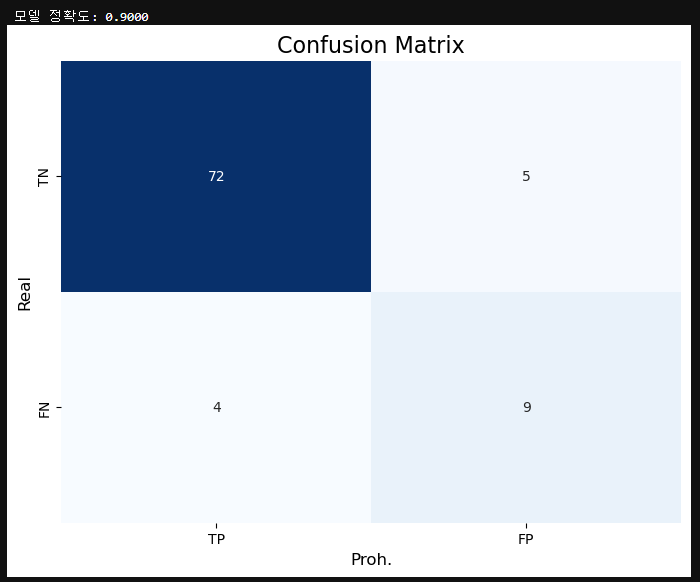 모델 정확도: 0.9000
Confusion Matrix
TN
72
5
Real
FN
4
9
TP
FP
Proh.